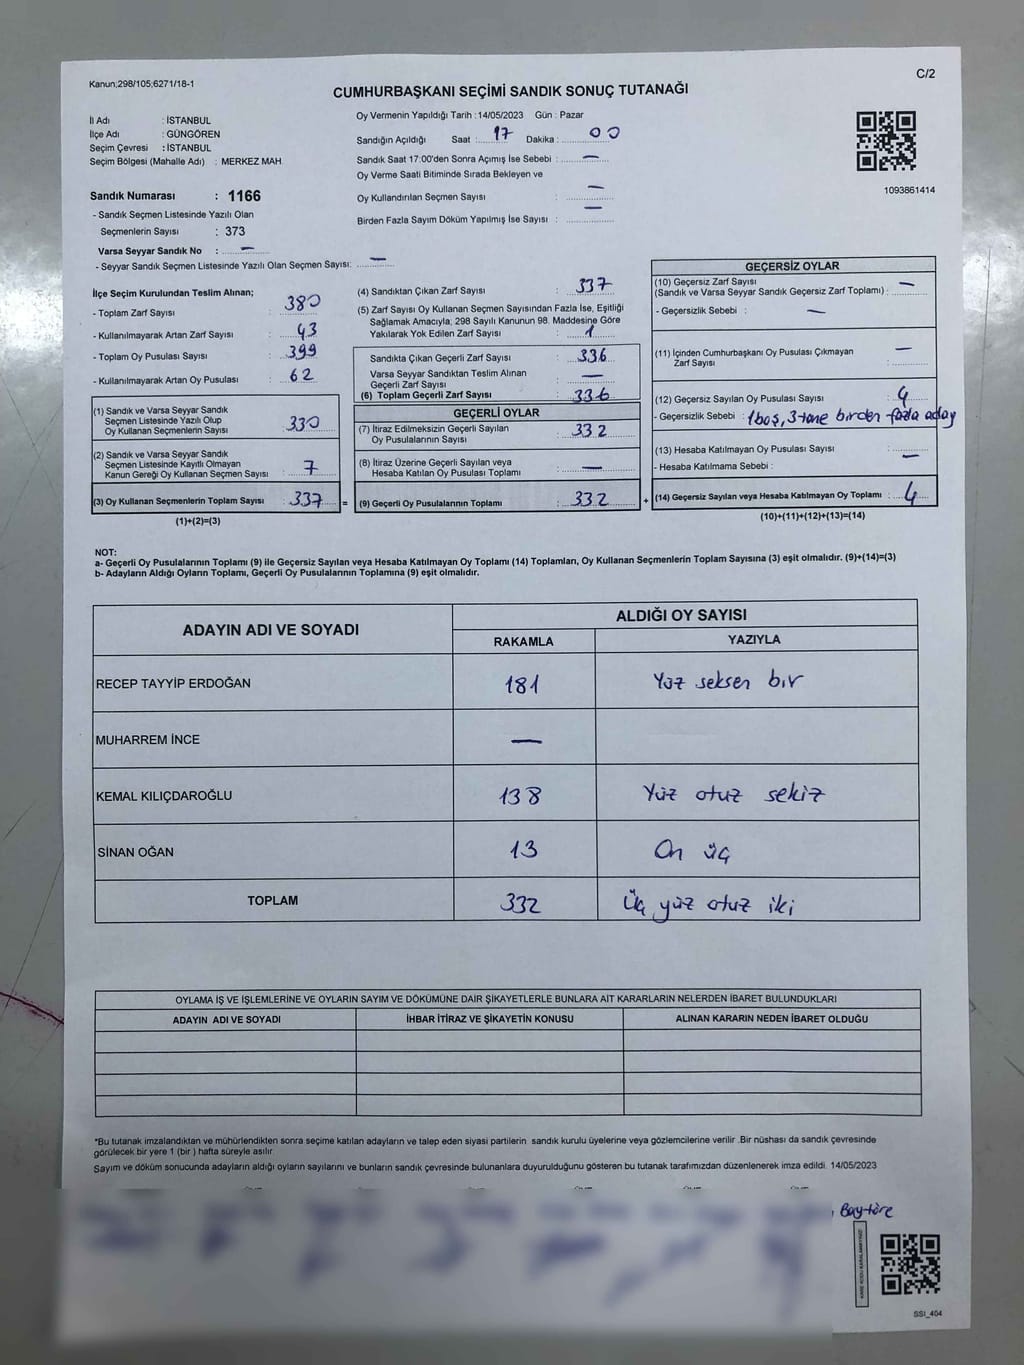 Kanun;298/105;6271/18-1
C/2
CUMHURBAŞKANI SEÇİMİ SANDIK SONUÇ TUTANAĞI
İl Adı : İSTANBUL
İlçe Adı : GÜNGÖREN
Seçim Çevresi : İSTANBUL
Seçim Bölgesi (Mahalle Adı) : MERKEZ MAH.
Sandık Numarası : 1166
- Sandık Seçmen Listesinde Yazılı Olan
Seçmenlerin Sayısı : 373
Varsa Seyyar Sandık No : —
- Seyyar Sandık Seçmen Listesinde Yazılı Olan Seçmen Sayısı: —
Oy Vermenin Yapıldığı Tarih : 14/05/2023 Gün : Pazar
Sandığın Açıldığı Saat : 17 Dakika : 00
Sandık Saat 17:00'den Sonra Açımış İse Sebebi : —
Oy Verme Saati Bitiminde Sırada Bekleyen ve
Oy Kullandırılan Seçmen Sayısı : —
Birden Fazla Sayım Döküm Yapılmış İse Sayısı : —
1093861414
İlçe Seçim Kurulundan Teslim Alınan;
- Toplam Zarf Sayısı : 380
- Kullanılmayarak Artan Zarf Sayısı : 43
- Toplam Oy Pusulası Sayısı : 399
- Kullanılmayarak Artan Oy Pusulası : 62
(1) Sandık ve Varsa Seyyar Sandık
Seçmen Listesinde Yazılı Olup
Oy Kullanan Seçmenlerin Sayısı : 330
(2) Sandık ve Varsa Seyyar Sandık
Seçmen Listesinde Kayıtlı Olmayan
Kanun Gereği Oy Kullanan Seçmen Sayısı : 7
(3) Oy Kullanan Seçmenlerin Toplam Sayısı : 337 =
(1)+(2)=(3)
(4) Sandıktan Çıkan Zarf Sayısı : 337
(5) Zarf Sayısı Oy Kullanan Seçmen Sayısından Fazla İse, Eşitliği
Sağlamak Amacıyla; 298 Sayılı Kanunun 98. Maddesine Göre
Yakılarak Yok Edilen Zarf Sayısı : 1
Sandıkta Çıkan Geçerli Zarf Sayısı : 336
Varsa Seyyar Sandıktan Teslim Alınan
Geçerli Zarf Sayısı : —
(6) Toplam Geçerli Zarf Sayısı : 336
GEÇERLİ OYLAR
(7) İtiraz Edilmeksizin Geçerli Sayılan
Oy Pusulalarının Sayısı : 332
(8) İtiraz Üzerine Geçerli Sayılan veya
Hesaba Katılan Oy Pusulası Toplamı : —
(9) Geçerli Oy Pusulalarının Toplamı : 332 +
GEÇERSİZ OYLAR
(10) Geçersiz Zarf Sayısı
(Sandık ve Varsa Seyyar Sandık Geçersiz Zarf Toplamı) : —
- Geçersizlik Sebebi : —
(11) İçinden Cumhurbaşkanı Oy Pusulası Çıkmayan
Zarf Sayısı : —
(12) Geçersiz Sayılan Oy Pusulası Sayısı : 4
- Geçersizlik Sebebi : 1 boş, 3 tane birden fazla aday
(13) Hesaba Katılmayan Oy Pusulası Sayısı : —
- Hesaba Katılmama Sebebi :
(14) Geçersiz Sayılan veya Hesaba Katılmayan Oy Toplamı : 4
(10)+(11)+(12)+(13)=(14)
NOT:
a- Geçerli Oy Pusulalarının Toplamı (9) ile Geçersiz Sayılan veya Hesaba Katılmayan Oy Toplamı (14) Toplamları, Oy Kullanan Seçmenlerin Toplam Sayısına (3) eşit olmalıdır. (9)+(14)=(3)
b- Adayların Aldığı Oyların Toplamı, Geçerli Oy Pusulalarının Toplamına (9) eşit olmalıdır.
ADAYIN ADI VE SOYADI
ALDIĞI OY SAYISI
RAKAMLA YAZIYLA
RECEP TAYYİP ERDOĞAN 181 Yüz seksen bir
MUHARREM İNCE —
KEMAL KILIÇDAROĞLU 138 Yüz otuz sekiz
SİNAN OĞAN 13 On üç
TOPLAM 332 Üç yüz otuz iki
OYLAMA İŞ VE İŞLEMLERİNE VE OYLARIN SAYIM VE DÖKÜMÜNE DAİR ŞİKAYETLERLE BUNLARA AİT KARARLARIN NELERDEN İBARET BULUNDUKLARI
ADAYIN ADI VE SOYADI İHBAR İTİRAZ VE ŞİKAYETİN KONUSU ALINAN KARARIN NEDEN İBARET OLDUĞU
*Bu tutanak imzalandıktan ve mühürlendikten sonra seçime katılan adayların ve talep eden siyasi partilerin sandık kurulu üyelerine veya gözlemcilerine verilir .Bir nüshası da sandık çevresinde
görülecek bir yere 1 (bir ) hafta süreyle asılır.
Sayım ve döküm sonucunda adayların aldığı oyların sayılarını ve bunların sandık çevresinde bulunanlara duyurulduğunu gösteren bu tutanak tarafımızdan düzenlenerek imza edildi. 14/05/2023
Baytöre
KARE KODU KARALAMAYINIZ!
SSI_404